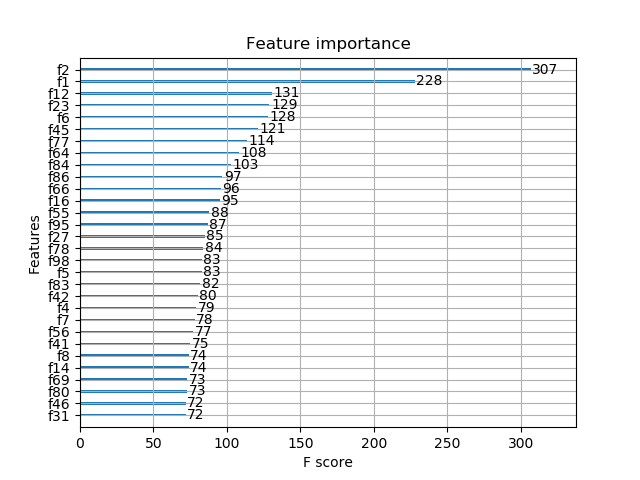 Feature importance
f2 307
f1 228
f12 131
f23 129
f6 128
f45 121
f77 114
f64 108
f84 103
f86 97
f66 96
f16 95
f55 88
f95 87
f27 85
f78 84
f98 83
f5 83
f83 82
f42 80
f4 79
f7 78
f56 77
f41 75
f8 74
f14 74
f69 73
f80 73
f46 72
f31 72
0 50 100 150 200 250 300
F score
Features